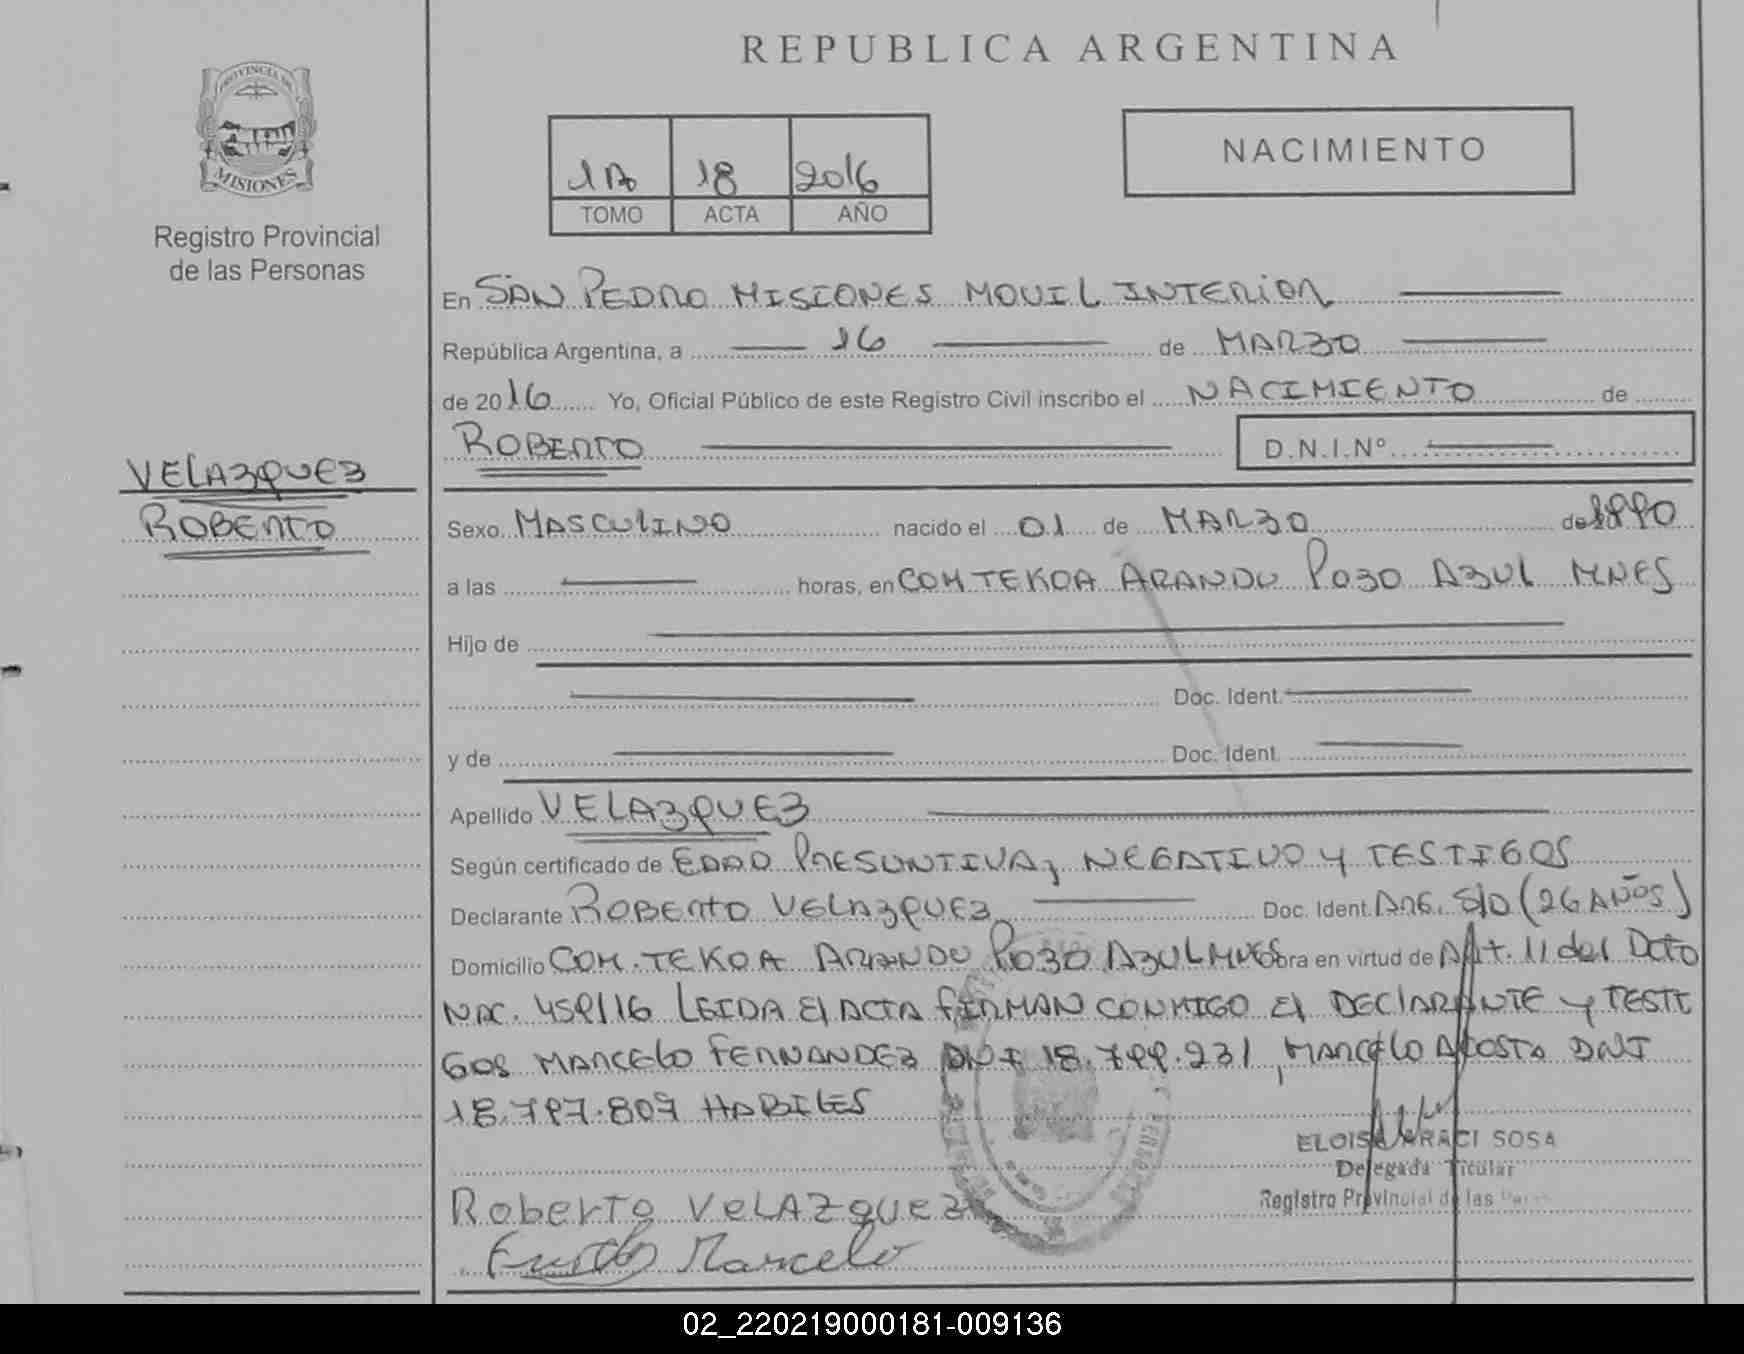 REPUBLICA ARGENTINA
PROVINCIA DE
MISIONES
Registro Provincial
de las Personas
1A 18 2016
TOMO ACTA AÑO
NACIMIENTO
En SAN PEDRO MISIONES MOVIL INTERIOR
República Argentina, a 16 de MARZO
de 2016 Yo, Oficial Público de este Registro Civil inscribo el NACIMIENTO de
ROBERTO D.N.I.Nº
VELAZQUEZ
ROBERTO
Sexo MASCULINO nacido el 01 de MARZO de 1990
a las horas, en COM TEKOA ARANDU POZO AZUL MNES
Hijo de
Doc. Ident.
y de Doc. Ident.
Apellido VELAZQUEZ
Según certificado de EDAD PRESUNTIVA, NEGATIVO Y TESTIGOS
Declarante ROBERTO VELAZQUEZ Doc. Ident. ARG. S/D (26 AÑOS)
Domicilio COM. TEKOA ARANDU POZO AZUL MNES bra en virtud de Art. 11 del Dcto
NAC. 459/16 LEIDA El ACTA FIRMAN CONMIGO El DEClARANTE y TESTI
GOS MARCELO FERNANDEZ DNI 18.799.231, MARCELO ACOSTA DNI
18.797.809 HABILES
ELOISA ARACI SOSA
Delegada Titular
Registro Provincial de las
Roberto VeLAZquez
Marcelo
02_220219000181-009136